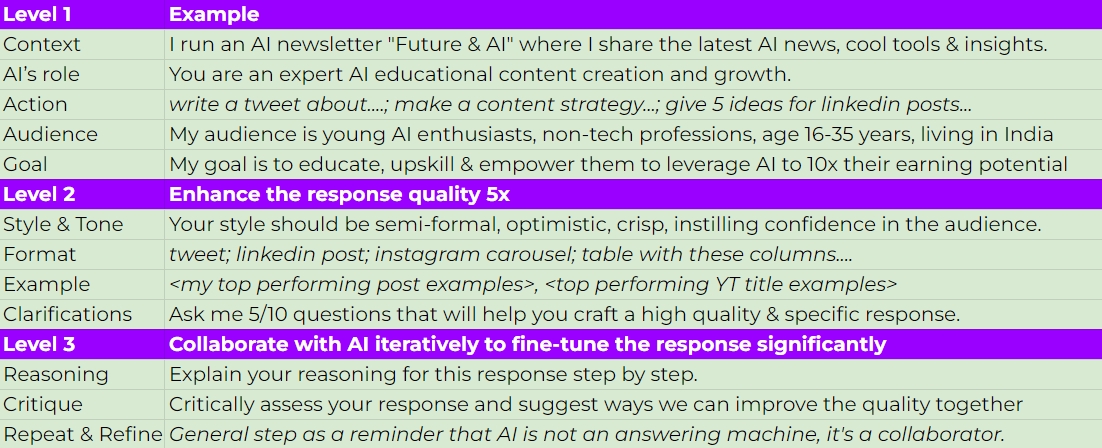 Level 1 Example
Context I run an AI newsletter "Future & AI" where I share the latest AI news, cool tools & insights.
AI's role You are an expert AI educational content creation and growth.
Action write a tweet about....; make a content strategy...; give 5 ideas for linkedin posts...
Audience My audience is young AI enthusiasts, non-tech professions, age 16-35 years, living in India
Goal My goal is to educate, upskill & empower them to leverage AI to 10x their earning potential
Level 2 Enhance the response quality 5x
Style & Tone Your style should be semi-formal, optimistic, crisp, instilling confidence in the audience.
Format tweet; linkedin post; instagram carousel; table with these columns....
Example <my top performing post examples>, <top performing YT title examples>
Clarifications Ask me 5/10 questions that will help you craft a high quality & specific response.
Level 3 Collaborate with AI iteratively to fine-tune the response significantly
Reasoning Explain your reasoning for this response step by step.
Critique Critically assess your response and suggest ways we can improve the quality together
Repeat & Refine General step as a reminder that AI is not an answering machine, it's a collaborator.